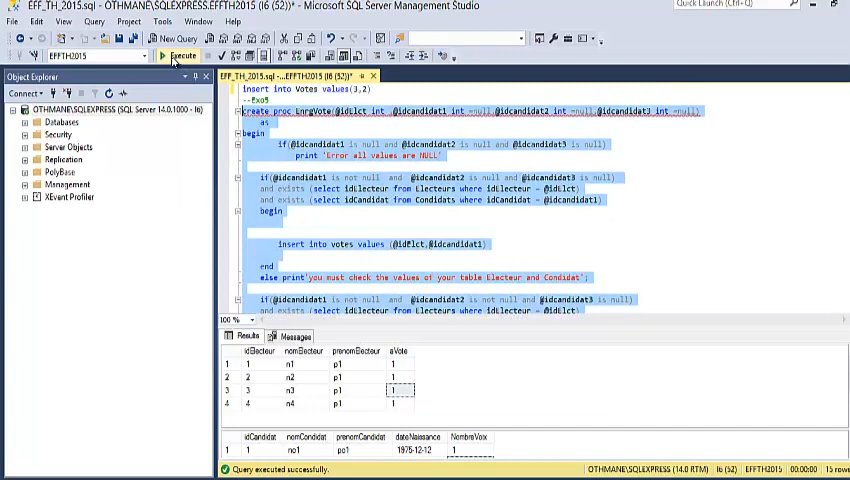 EFF_TH_2015.sql - OTHMANE\SQLEXPRESS.EFFTH2015 (I6 (52))* - Microsoft SQL Server Management Studio
Quick Launch (Ctrl+Q)
File Edit View Query Project Tools Window Help
New Query
EFFTH2015 Execute
Object Explorer
EFF_TH_2015.sql -...EFFTH2015 (I6 (52))*
Connect
OTHMANE\SQLEXPRESS (SQL Server 14.0.1000 - I6)
Databases
Security
Server Objects
Replication
PolyBase
Management
XEvent Profiler
insert into Votes values(3,2)
--Exo5
create proc EnrgVote(@idElct int ,@idcandidat1 int =null,@idcandidat2 int =null,@idcandidat3 int =null)
as
begin
if(@idcandidat1 is null and @idcandidat2 is null and @idcandidat3 is null)
print 'Error all values are NULL'
if(@idcandidat1 is not null and @idcandidat2 is null and @idcandidat3 is null)
and exists (select idElecteur from Electeurs where idElecteur = @idElct)
and exists (select idCandidat from Condidats where idCandidat = @idcandidat1)
begin
insert into votes values (@idElct,@idcandidat1)
end
else print'you must check the values of your table Electeur and Condidat';
if(@idcandidat1 is not null and @idcandidat2 is not null and @idcandidat3 is null)
and exists (select idElecteur from Electeurs where idElecteur = @idElct)
100 %
Results Messages
idElecteur nomElecteur prenomElecteur aVote
1 1 n1 p1 1
2 2 n2 p1 1
3 3 n3 p1 1
4 4 n4 p1 1
idCandidat nomCondidat prenomCandidat dateNaissance NombreVoix
1 1 no1 po1 1975-12-12 1
Query executed successfully.
OTHMANE\SQLEXPRESS (14.0 RTM) I6 (52) EFFTH2015 00:00:00 15 rows